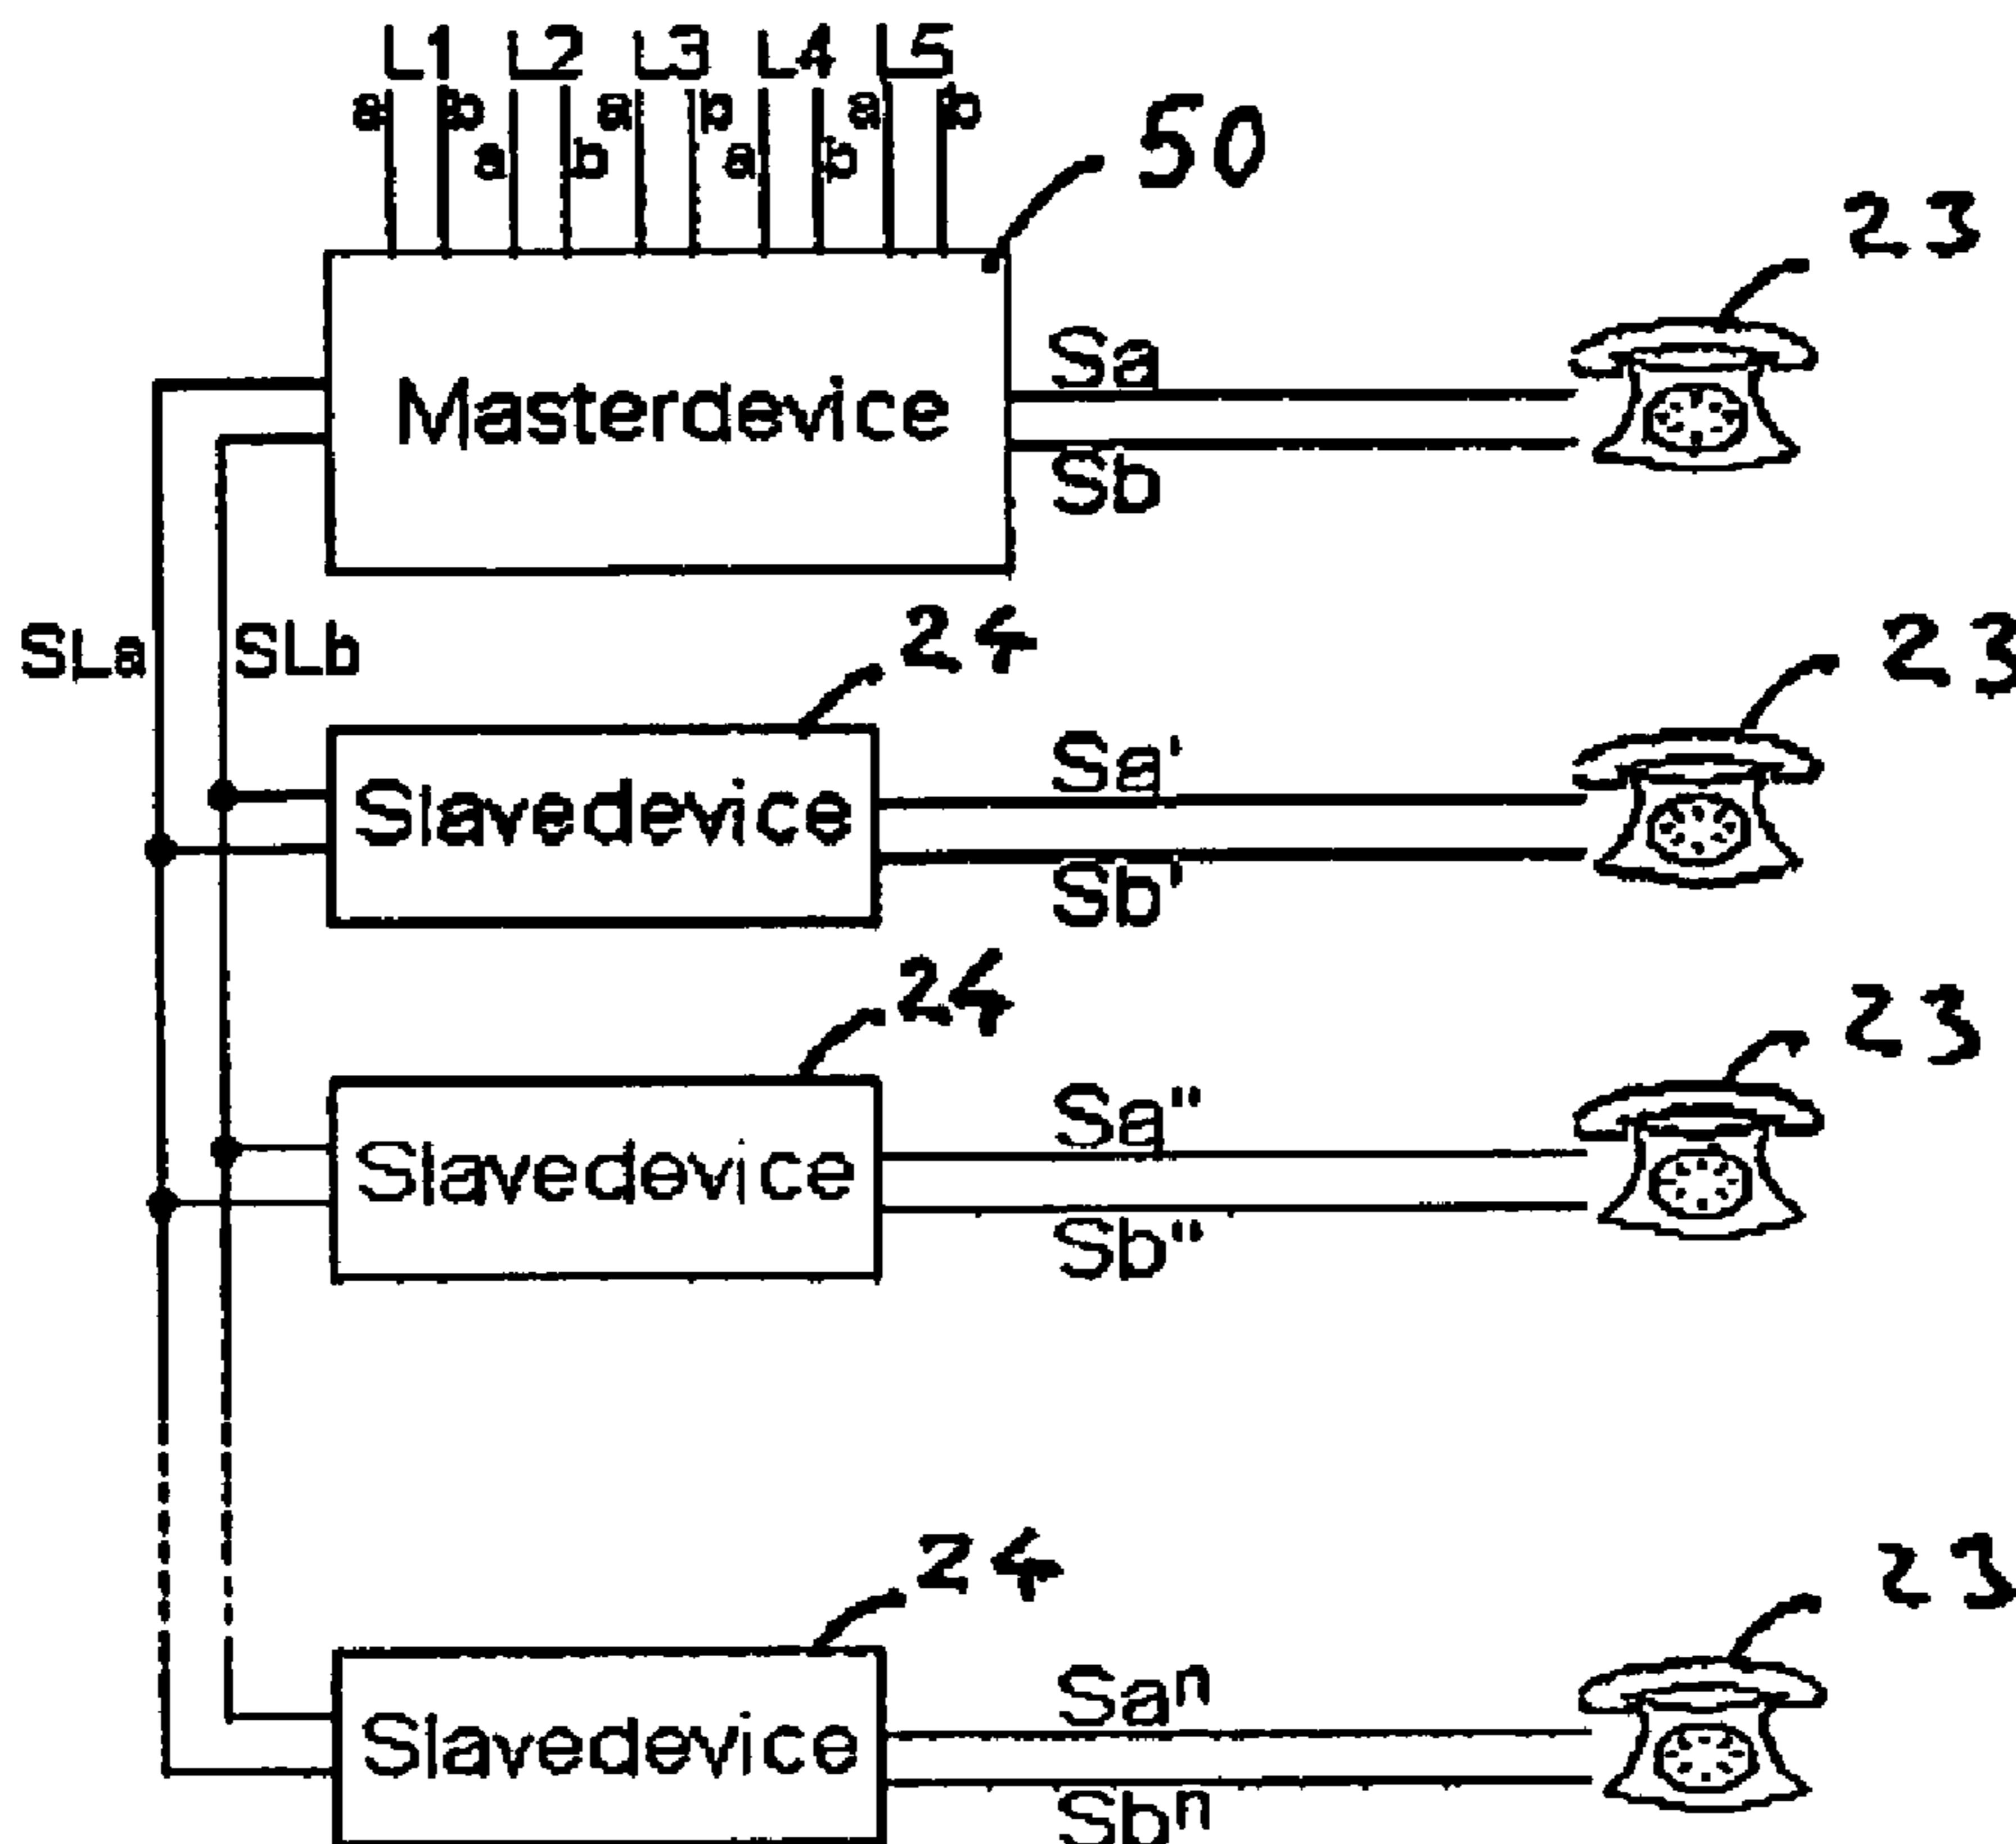 L1 L2 L3 L4 L5
a b a b a b
a b a b
50
23
Sa
Masterdevice
Sb
24
23
SLa SLb
Sa'
Slavedevice
Sb'
24
23
Sa"
Slavedevice
Sb"
24
23
Saⁿ
Slavedevice
Sbⁿ